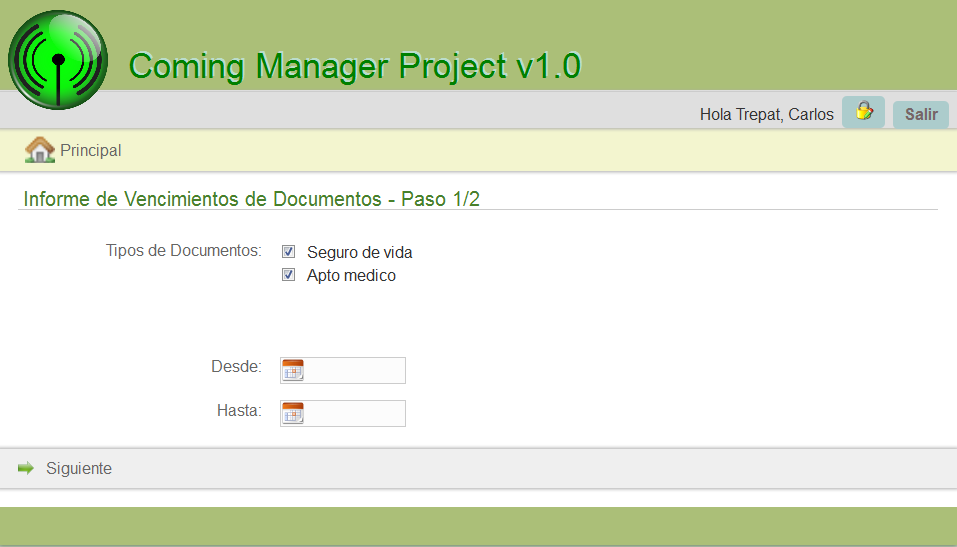 Coming Manager Project v1.0
Hola Trepat, Carlos
Salir
Principal
Informe de Vencimientos de Documentos - Paso 1/2
Tipos de Documentos:
Seguro de vida
Apto medico
Desde:
Hasta:
Siguiente